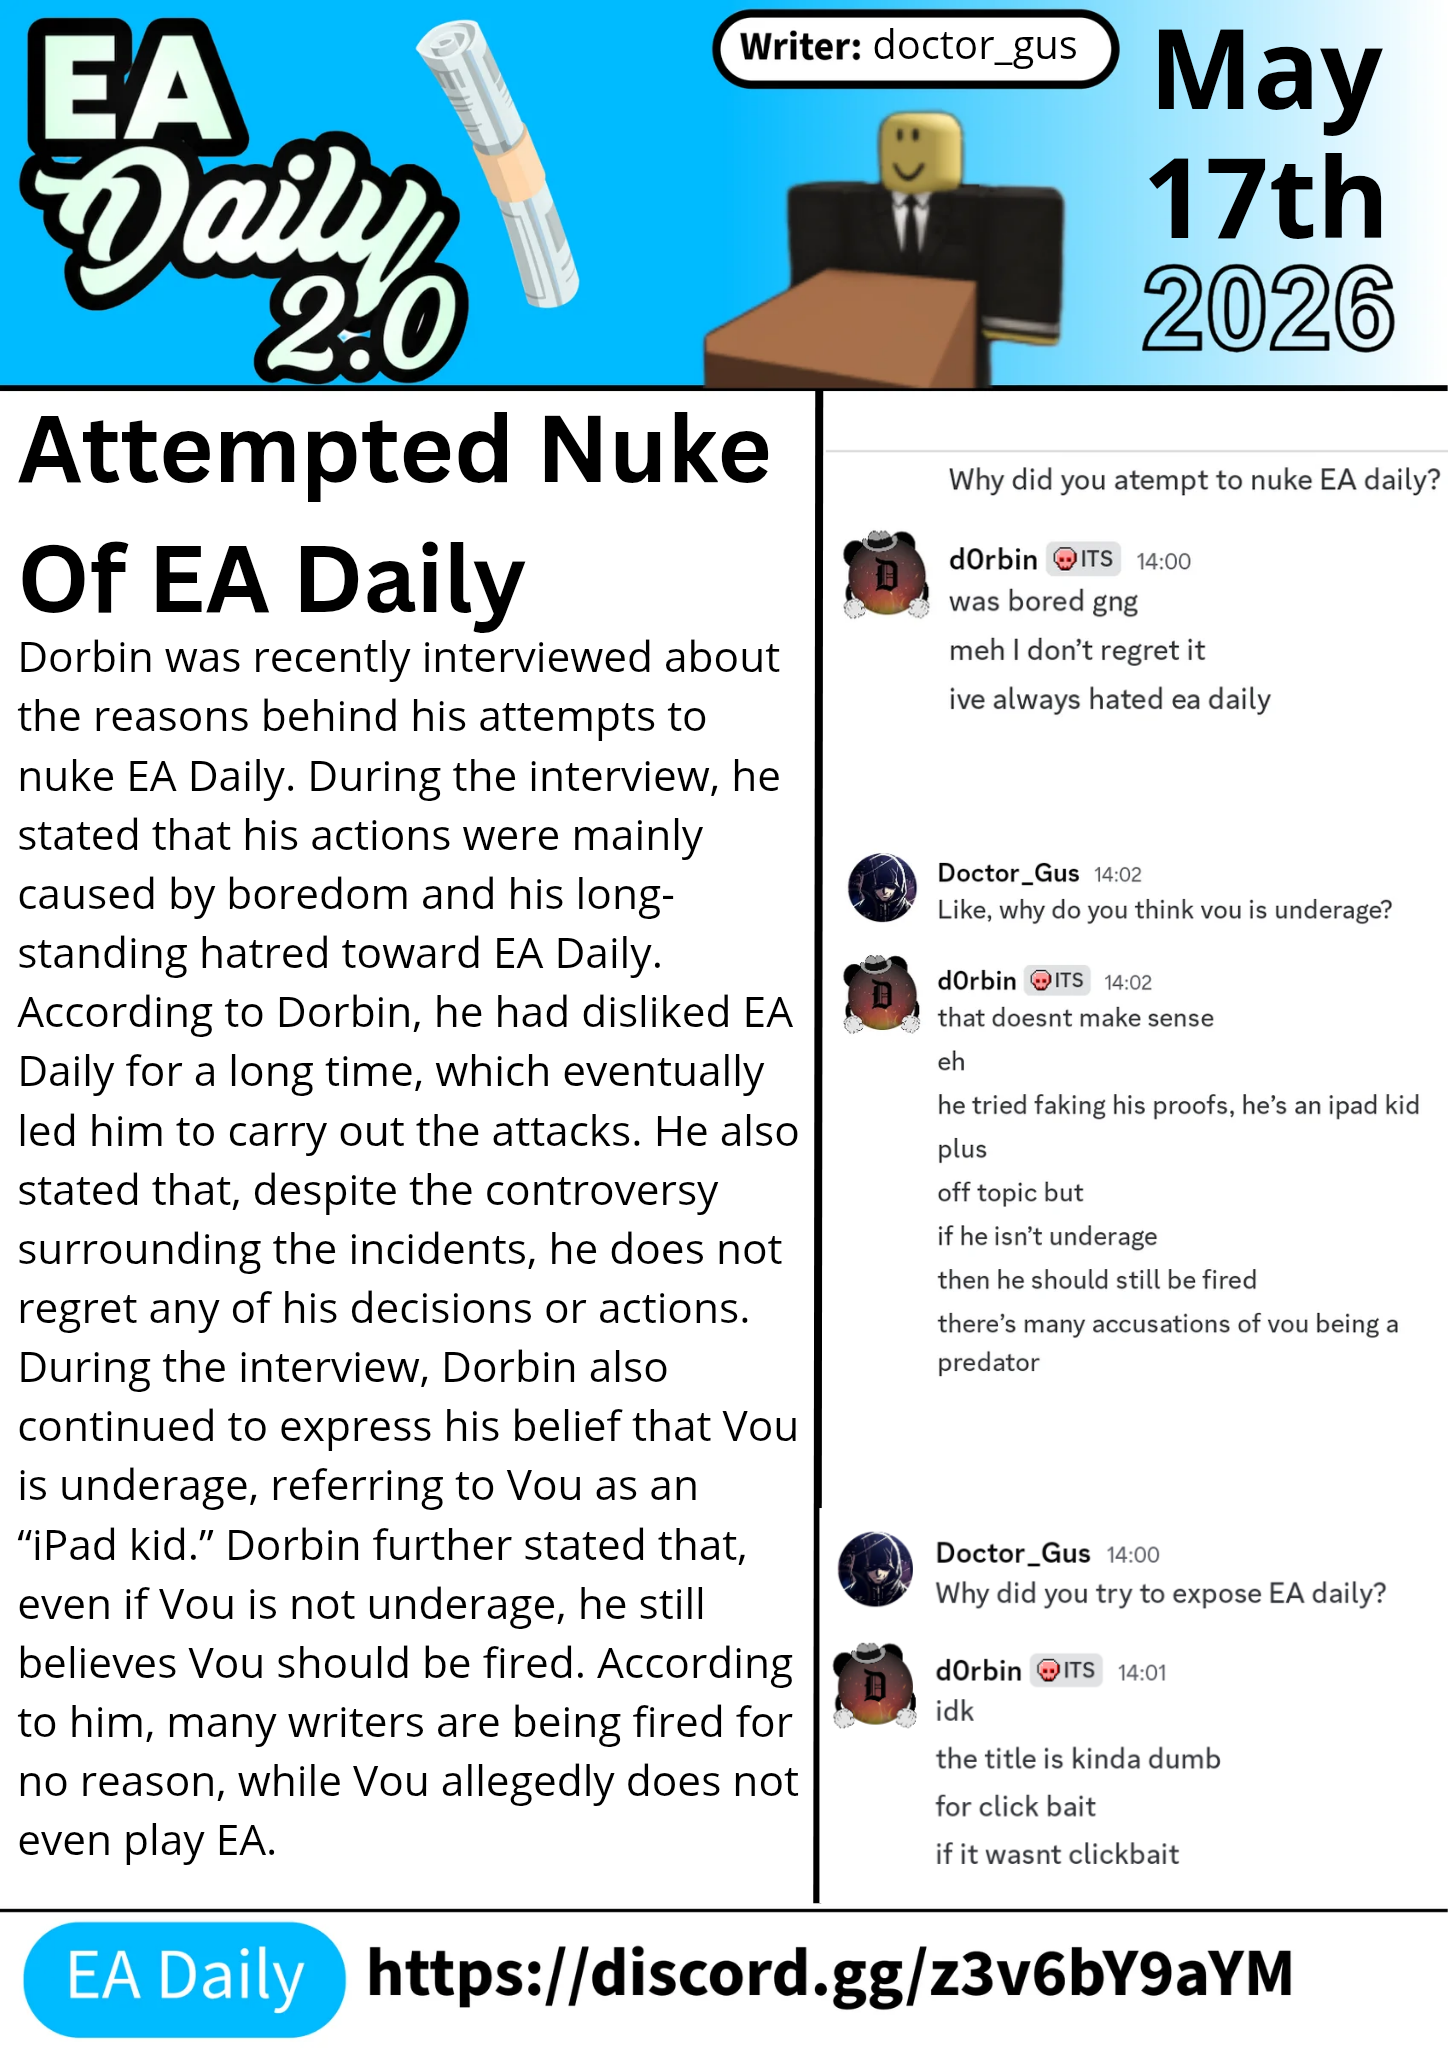 EA
Daily
2.0
Writer: doctor_gus
May
17th
2026
Attempted Nuke
Of EA Daily
Dorbin was recently interviewed about
the reasons behind his attempts to
nuke EA Daily. During the interview, he
stated that his actions were mainly
caused by boredom and his long-
standing hatred toward EA Daily.
According to Dorbin, he had disliked EA
Daily for a long time, which eventually
led him to carry out the attacks. He also
stated that, despite the controversy
surrounding the incidents, he does not
regret any of his decisions or actions.
During the interview, Dorbin also
continued to express his belief that Vou
is underage, referring to Vou as an
“iPad kid.” Dorbin further stated that,
even if Vou is not underage, he still
believes Vou should be fired. According
to him, many writers are being fired for
no reason, while Vou allegedly does not
even play EA.
Why did you atempt to nuke EA daily?
D
d0rbin ITS 14:00
was bored gng
meh I don’t regret it
ive always hated ea daily
Doctor_Gus 14:02
Like, why do you think vou is underage?
D
d0rbin ITS 14:02
that doesnt make sense
eh
he tried faking his proofs, he’s an ipad kid
plus
off topic but
if he isn’t underage
then he should still be fired
there’s many accusations of vou being a
predator
Doctor_Gus 14:00
Why did you try to expose EA daily?
D
d0rbin ITS 14:01
idk
the title is kinda dumb
for click bait
if it wasnt clickbait
EA Daily
https://discord.gg/z3v6bY9aYM